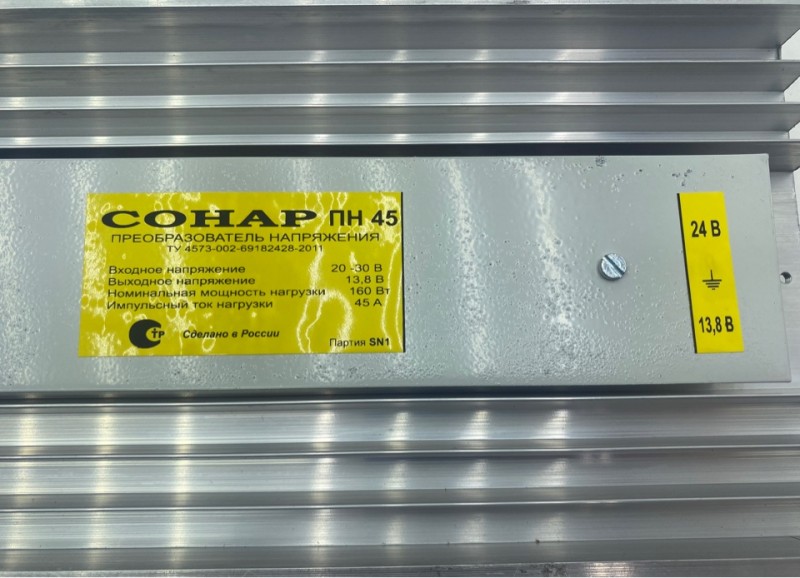 СОНАР ПН 45
ПРЕОБРАЗОВАТЕЛЬ НАПРЯЖЕНИЯ
ТУ 4573-002-69182428-2011
Входное напряжение 20 -30 В
Выходное напряжение 13,8 В
Номинальная мощность нагрузки 160 Вт
Импульсный ток нагрузки 45 А
Стр Сделано в России
Партия SN1
24 В
13,8 В